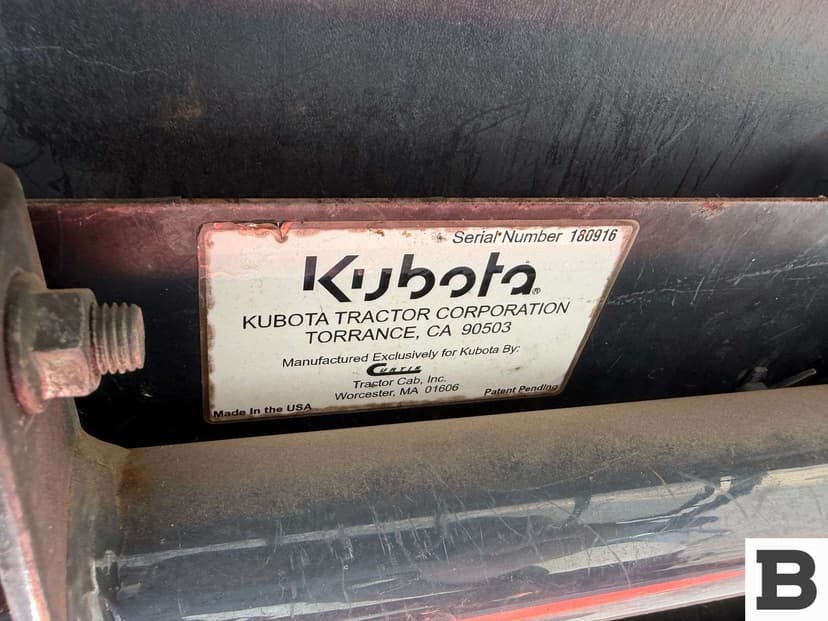 Serial Number 180916
Kubota®
KUBOTA TRACTOR CORPORATION
TORRANCE, CA 90503
Manufactured Exclusively for Kubota By:
CURTIS
Tractor Cab, Inc.
Worcester, MA 01606
Made In the USA
Patent Pending
B